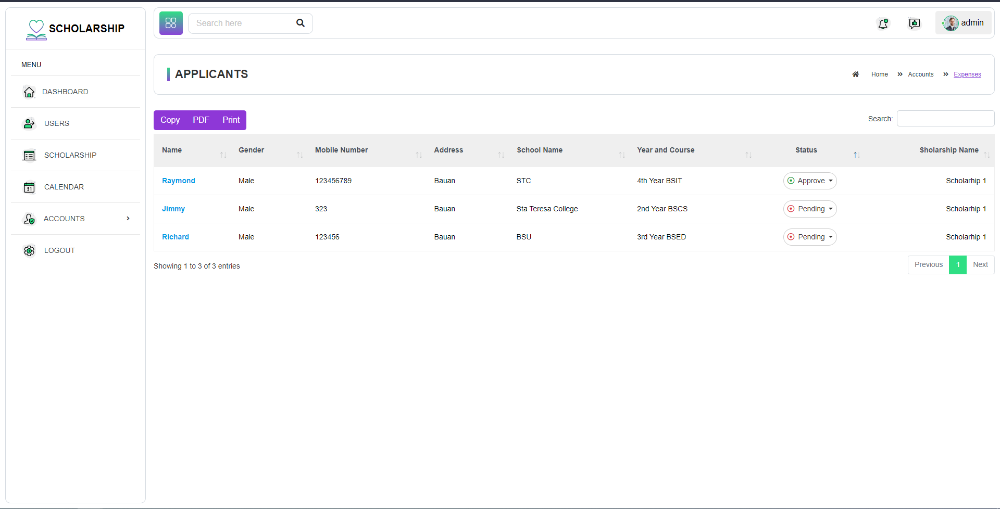 SCHOLARSHIP
MENU
DASHBOARD
USERS
SCHOLARSHIP
31 CALENDAR
ACCOUNTS
LOGOUT
Search here
admin
APPLICANTS
Home » Accounts » Expenses
Copy PDF Print
Search:
Name Gender Mobile Number Address School Name Year and Course Status Sholarship Name
Raymond Male 123456789 Bauan STC 4th Year BSIT Approve Scholarhip 1
Jimmy Male 323 Bauan Sta Teresa College 2nd Year BSCS Pending Scholarhip 1
Richard Male 123456 Bauan BSU 3rd Year BSED Pending Scholarhip 1
Showing 1 to 3 of 3 entries
Previous 1 Next